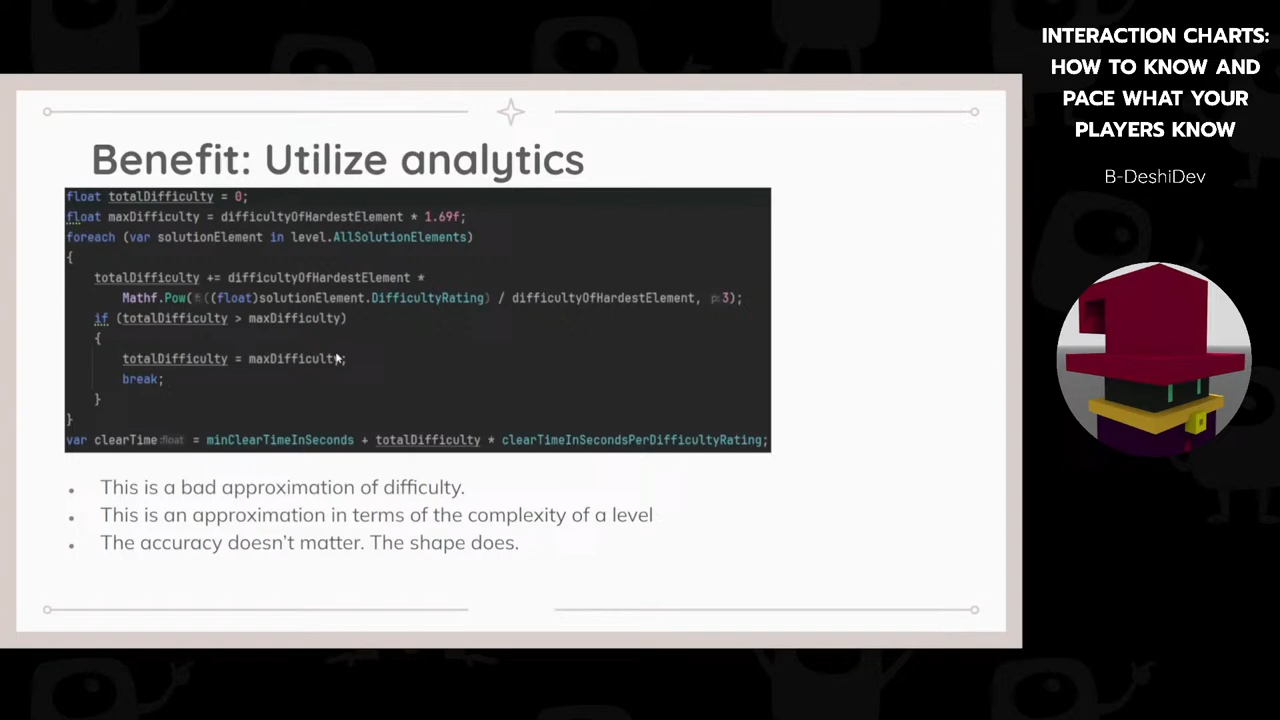 Benefit: Utilize analytics
float totalDifficulty = 0;
float maxDifficulty = difficultyOfHardestElement * 1.69f;
foreach (var solutionElement in level.AllSolutionElements)
{
totalDifficulty += difficultyOfHardestElement *
Mathf.Pow( f: ((float)solutionElement.DifficultyRating) / difficultyOfHardestElement, p: 3);
if (totalDifficulty > maxDifficulty)
{
totalDifficulty = maxDifficulty;
break;
}
}
var clearTime :float = minClearTimeInSeconds + totalDifficulty * clearTimeInSecondsPerDifficultyRating;
• This is a bad approximation of difficulty.
• This is an approximation in terms of the complexity of a level
• The accuracy doesn't matter. The shape does.
INTERACTION CHARTS:
HOW TO KNOW AND
PACE WHAT YOUR
PLAYERS KNOW
B-DeshiDev